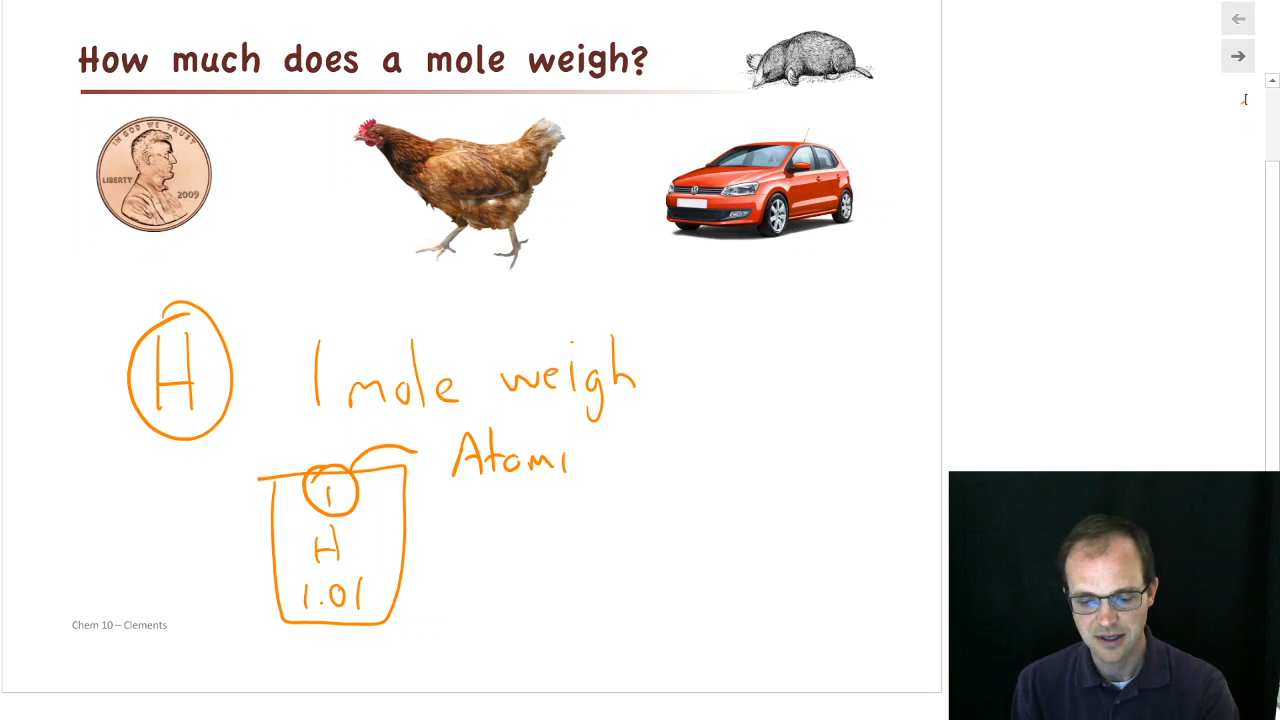 How much does a mole weigh?
IN GOD WE TRUST
LIBERTY
2009
H
1 mole weigh
Atomi
1
H
1.01
Chem 10 – Clements